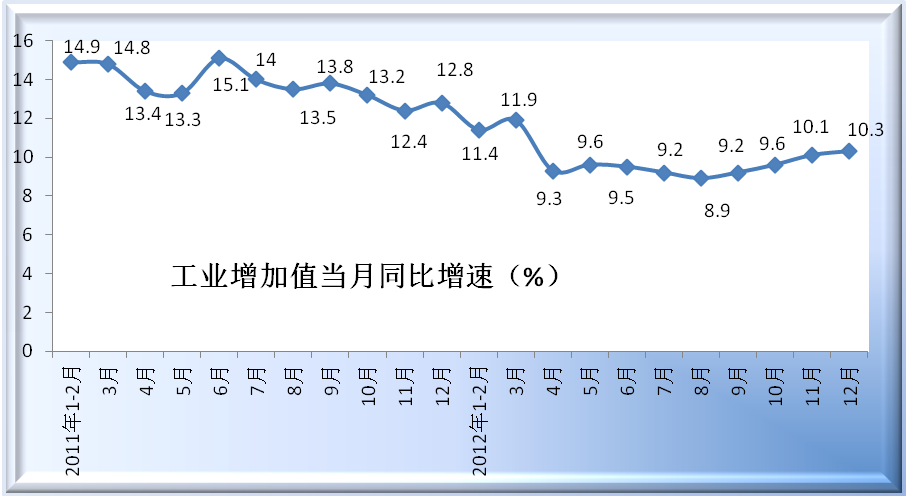 16
14
12
10
8
6
4
2
0
14.9
14.8
13.4
13.3
15.1
14
13.5
13.8
13.2
12.4
12.8
11.4
11.9
9.3
9.6
9.5
9.2
8.9
9.2
9.6
10.1
10.3
工业增加值当月同比增速（%）
2011年1-2月
3月
4月
5月
6月
7月
8月
9月
10月
11月
12月
2012年1-2月
3月
4月
5月
6月
7月
8月
9月
10月
11月
12月